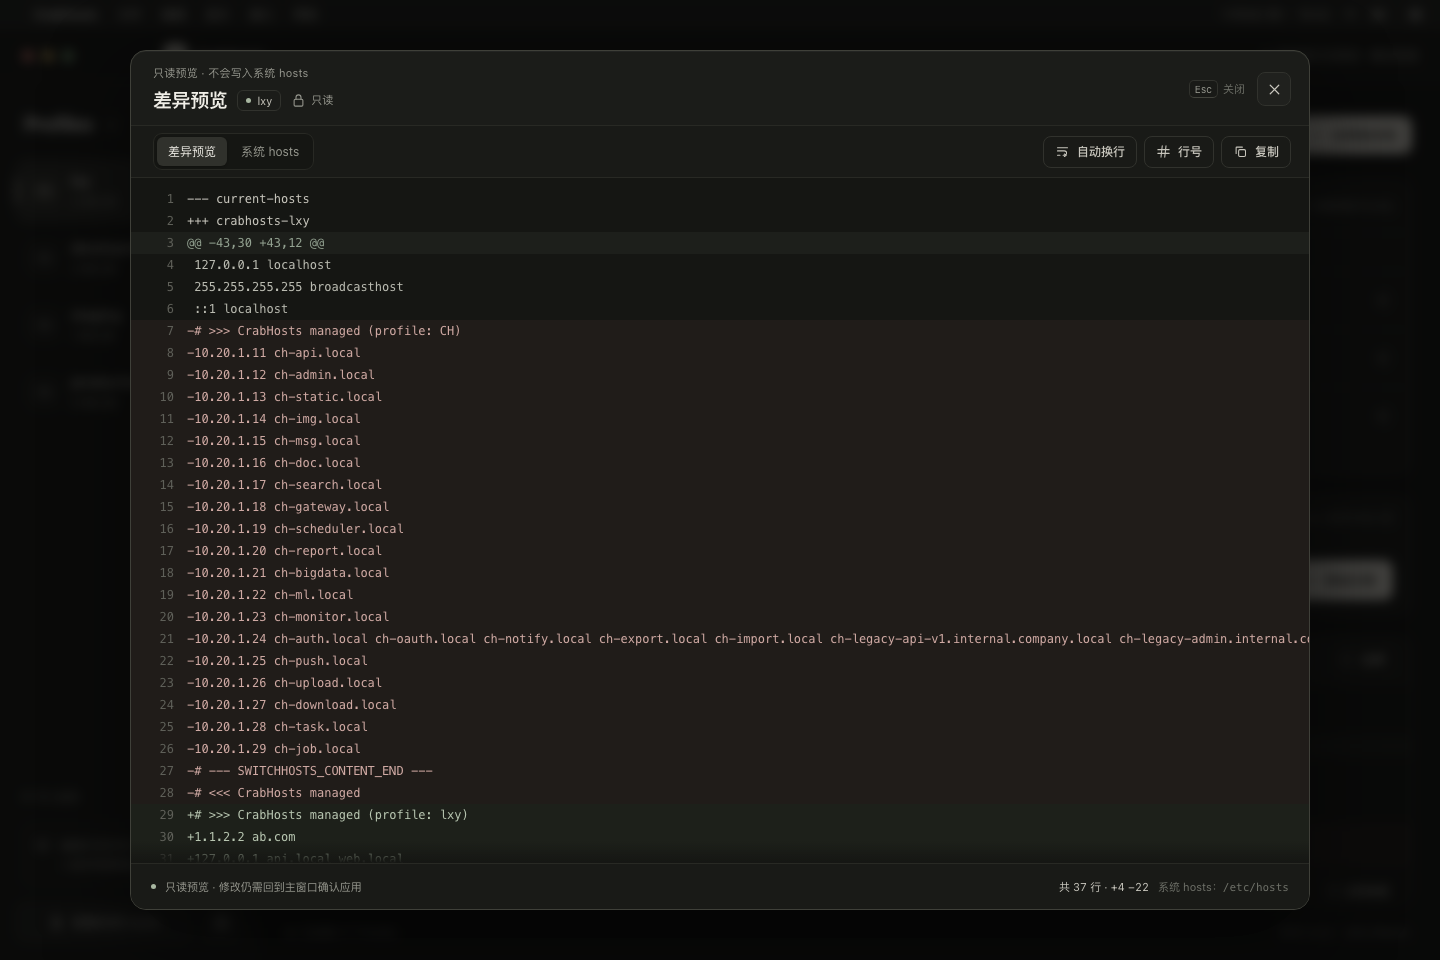 只读预览 · 不会写入系统 hosts
差异预览 lxy 只读
Esc 关闭
差异预览 系统 hosts
自动换行 行号 复制
1 --- current-hosts
2 +++ crabhosts-lxy
3 @@ -43,30 +43,12 @@
4 127.0.0.1 localhost
5 255.255.255.255 broadcasthost
6 ::1 localhost
7 -# >>> CrabHosts managed (profile: CH)
8 -10.20.1.11 ch-api.local
9 -10.20.1.12 ch-admin.local
10 -10.20.1.13 ch-static.local
11 -10.20.1.14 ch-img.local
12 -10.20.1.15 ch-msg.local
13 -10.20.1.16 ch-doc.local
14 -10.20.1.17 ch-search.local
15 -10.20.1.18 ch-gateway.local
16 -10.20.1.19 ch-scheduler.local
17 -10.20.1.20 ch-report.local
18 -10.20.1.21 ch-bigdata.local
19 -10.20.1.22 ch-ml.local
20 -10.20.1.23 ch-monitor.local
21 -10.20.1.24 ch-auth.local ch-oauth.local ch-notify.local ch-export.local ch-import.local ch-legacy-api-v1.internal.company.local ch-legacy-admin.internal.co
22 -10.20.1.25 ch-push.local
23 -10.20.1.26 ch-upload.local
24 -10.20.1.27 ch-download.local
25 -10.20.1.28 ch-task.local
26 -10.20.1.29 ch-job.local
27 -# --- SWITCHHOSTS_CONTENT_END ---
28 -# <<< CrabHosts managed
29 +# >>> CrabHosts managed (profile: lxy)
30 +1.1.2.2 ab.com
31 +127.0.0.1 api.local web.local
只读预览 · 修改仍需回到主窗口确认应用
共 37 行 · +4 −22 系统 hosts: /etc/hosts